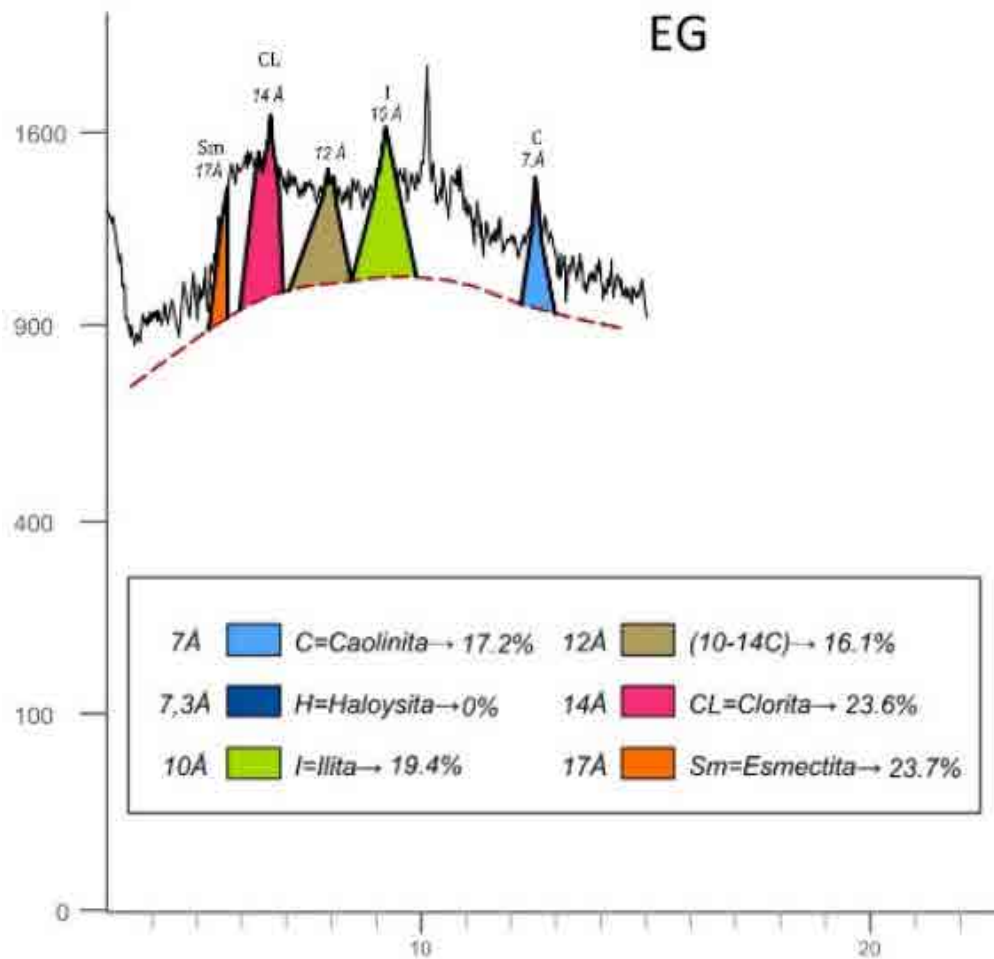 EG
CL
14 Å
I
10 Å
1600
Sm
17Å
12 Å
C
7 Å
900
400
7Å C=Caolinita→ 17.2% 12Å (10-14C)→ 16.1%
7,3Å H=Haloysita→0% 14Å CL=Clorita→ 23.6%
100
10Å I=Ilita→ 19.4% 17Å Sm=Esmectita→ 23.7%
0
10 20